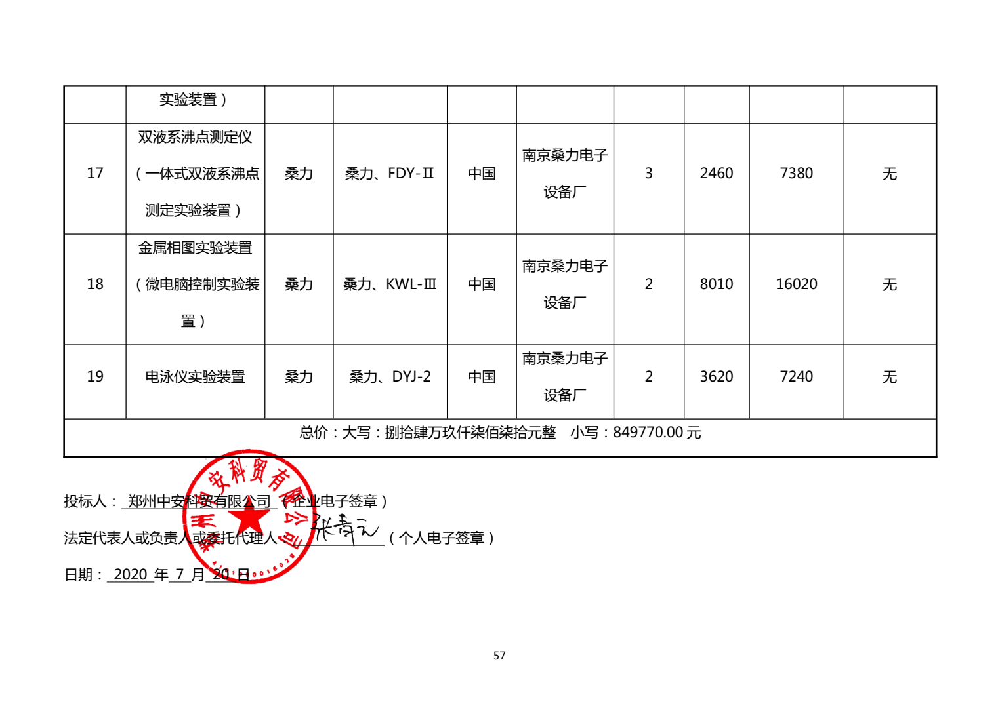 实验装置）
17 双液系沸点测定仪（一体式双液系沸点测定实验装置） 桑力 桑力、FDY-Ⅱ 中国 南京桑力电子设备厂 3 2460 7380 无
18 金属相图实验装置（微电脑控制实验装置） 桑力 桑力、KWL-Ⅲ 中国 南京桑力电子设备厂 2 8010 16020 无
19 电泳仪实验装置 桑力 桑力、DYJ-2 中国 南京桑力电子设备厂 2 3620 7240 无
总价：大写：捌拾肆万玖仟柒佰柒拾元整 小写：849770.00 元
投标人： 郑州中安科贸有限公司 （企业电子签章）
法定代表人或负责人或委托代理人： （个人电子签章）
日期： 2020 年 7 月 20 日
郑州中安科贸有限公司
57